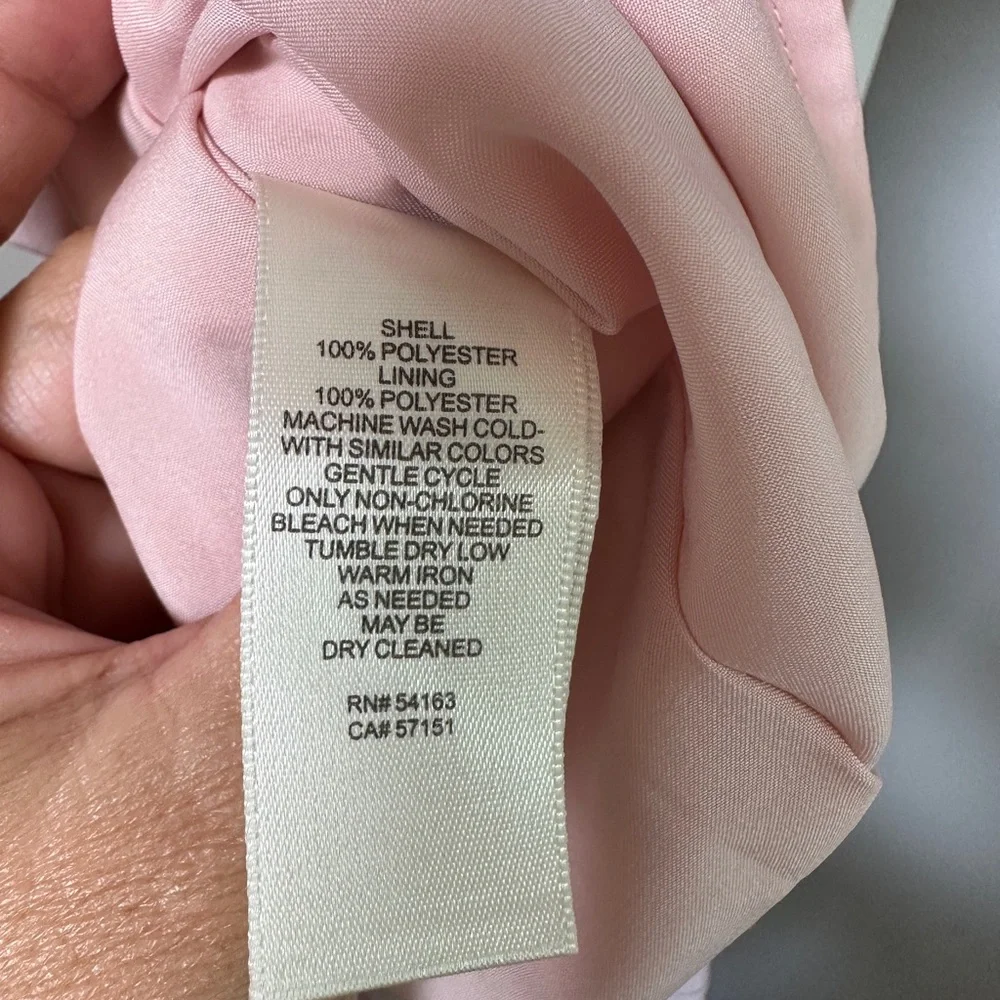 SHELL
100% POLYESTER
LINING
100% POLYESTER
MACHINE WASH COLD-
WITH SIMILAR COLORS
GENTLE CYCLE
ONLY NON-CHLORINE
BLEACH WHEN NEEDED
TUMBLE DRY LOW
WARM IRON
AS NEEDED
MAY BE
DRY CLEANED
RN# 54163
CA# 57151